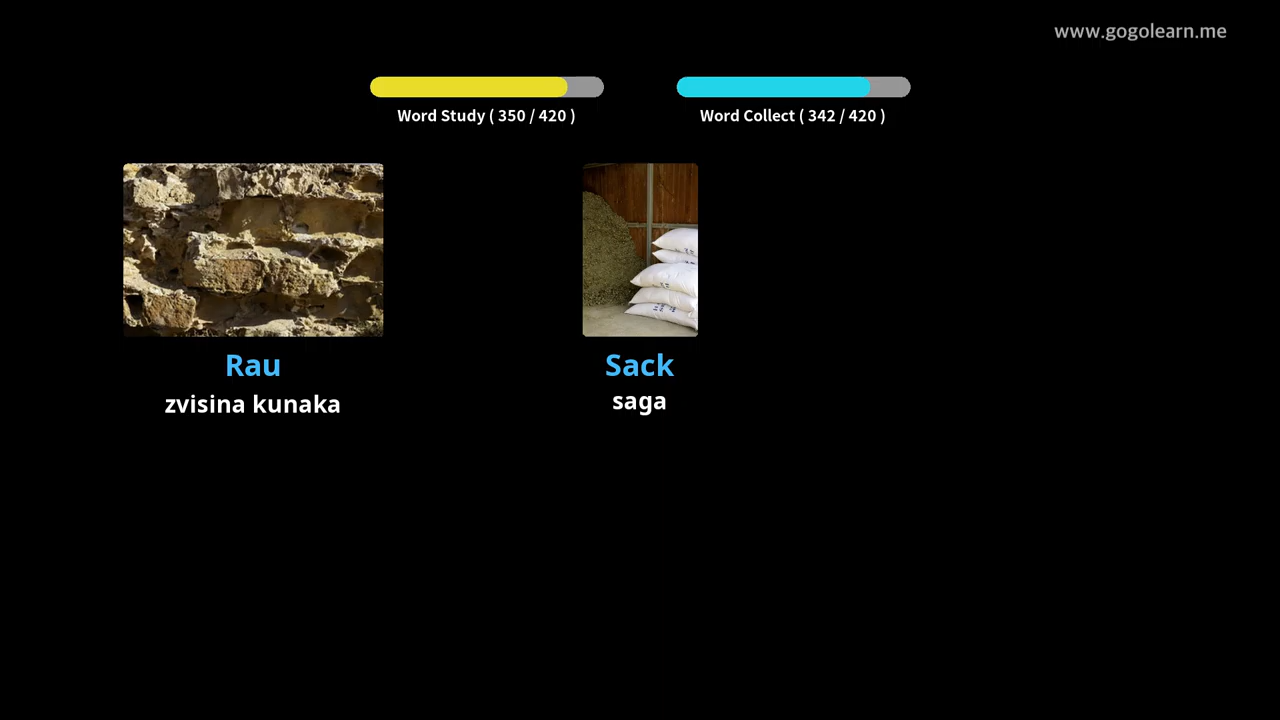 www.gogolearn.me
Word Study ( 350 / 420 )
Word Collect ( 342 / 420 )
Rau
zvisina kunaka
Sack
saga